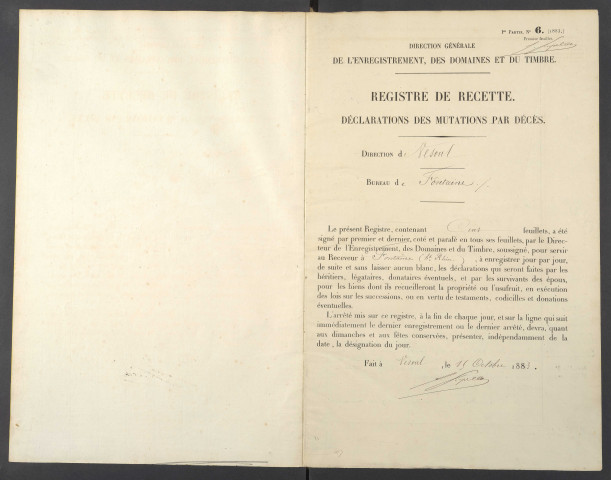 1re PARTIE, No 6. (1883.)
Premier feuillet.
DIRECTION GÉNÉRALE
DE L'ENREGISTREMENT, DES DOMAINES ET DU TIMBRE.
REGISTRE DE RECETTE.
DÉCLARATIONS DES MUTATIONS PAR DÉCÈS.
DIRECTION de Vesoul
BUREAU de Fontaine
Le présent Registre, contenant Cent feuillets, a été
signé par premier et dernier, coté et parafé en tous ses feuillets, par le Direc-
teur de l'Enregistrement, des Domaines et du Timbre, soussigné, pour servir
au Receveur à Fontaine (Ht Rhin), à enregistrer jour par jour,
de suite et sans laisser aucun blanc, les déclarations qui seront faites par les
héritiers, légataires, donataires éventuels, et par les survivants des époux,
pour les biens dont ils recueilleront la propriété ou l'usufruit, en exécution
des lois sur les successions, ou en vertu de testaments, codicilles et donations
éventuelles.
L'arrêté mis sur ce registre, à la fin de chaque jour, et sur la ligne qui suit
immédiatement le dernier enregistrement ou le dernier arrêté, devra, quant
aux dimanches et aux fêtes conservées, présenter, indépendamment de la
date, la désignation du jour.
Fait à Vesoul, le 11 Octobre 1883.